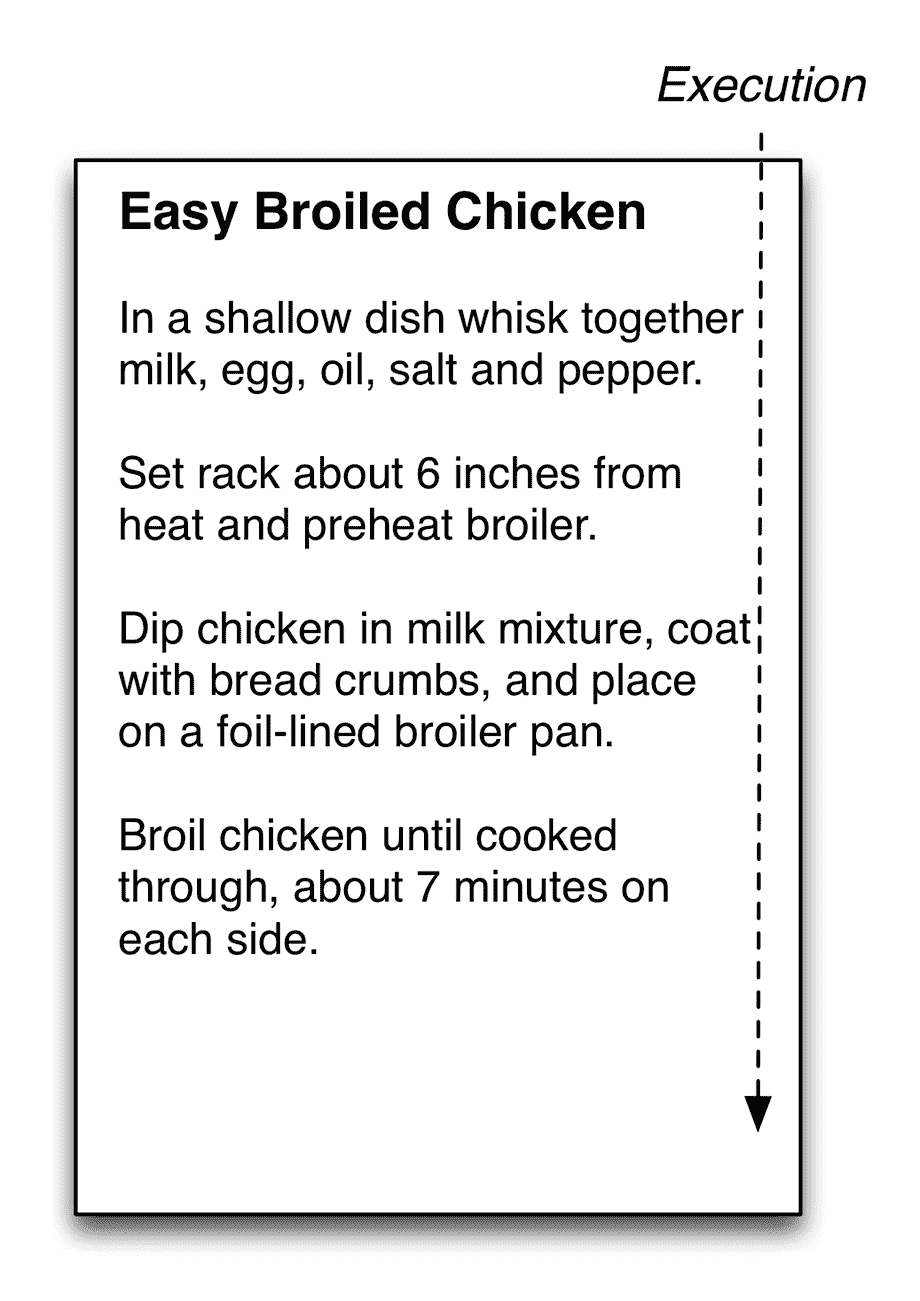 Execution
Easy Broiled Chicken
In a shallow dish whisk together
milk, egg, oil, salt and pepper.
Set rack about 6 inches from
heat and preheat broiler.
Dip chicken in milk mixture, coat
with bread crumbs, and place
on a foil-lined broiler pan.
Broil chicken until cooked
through, about 7 minutes on
each side.